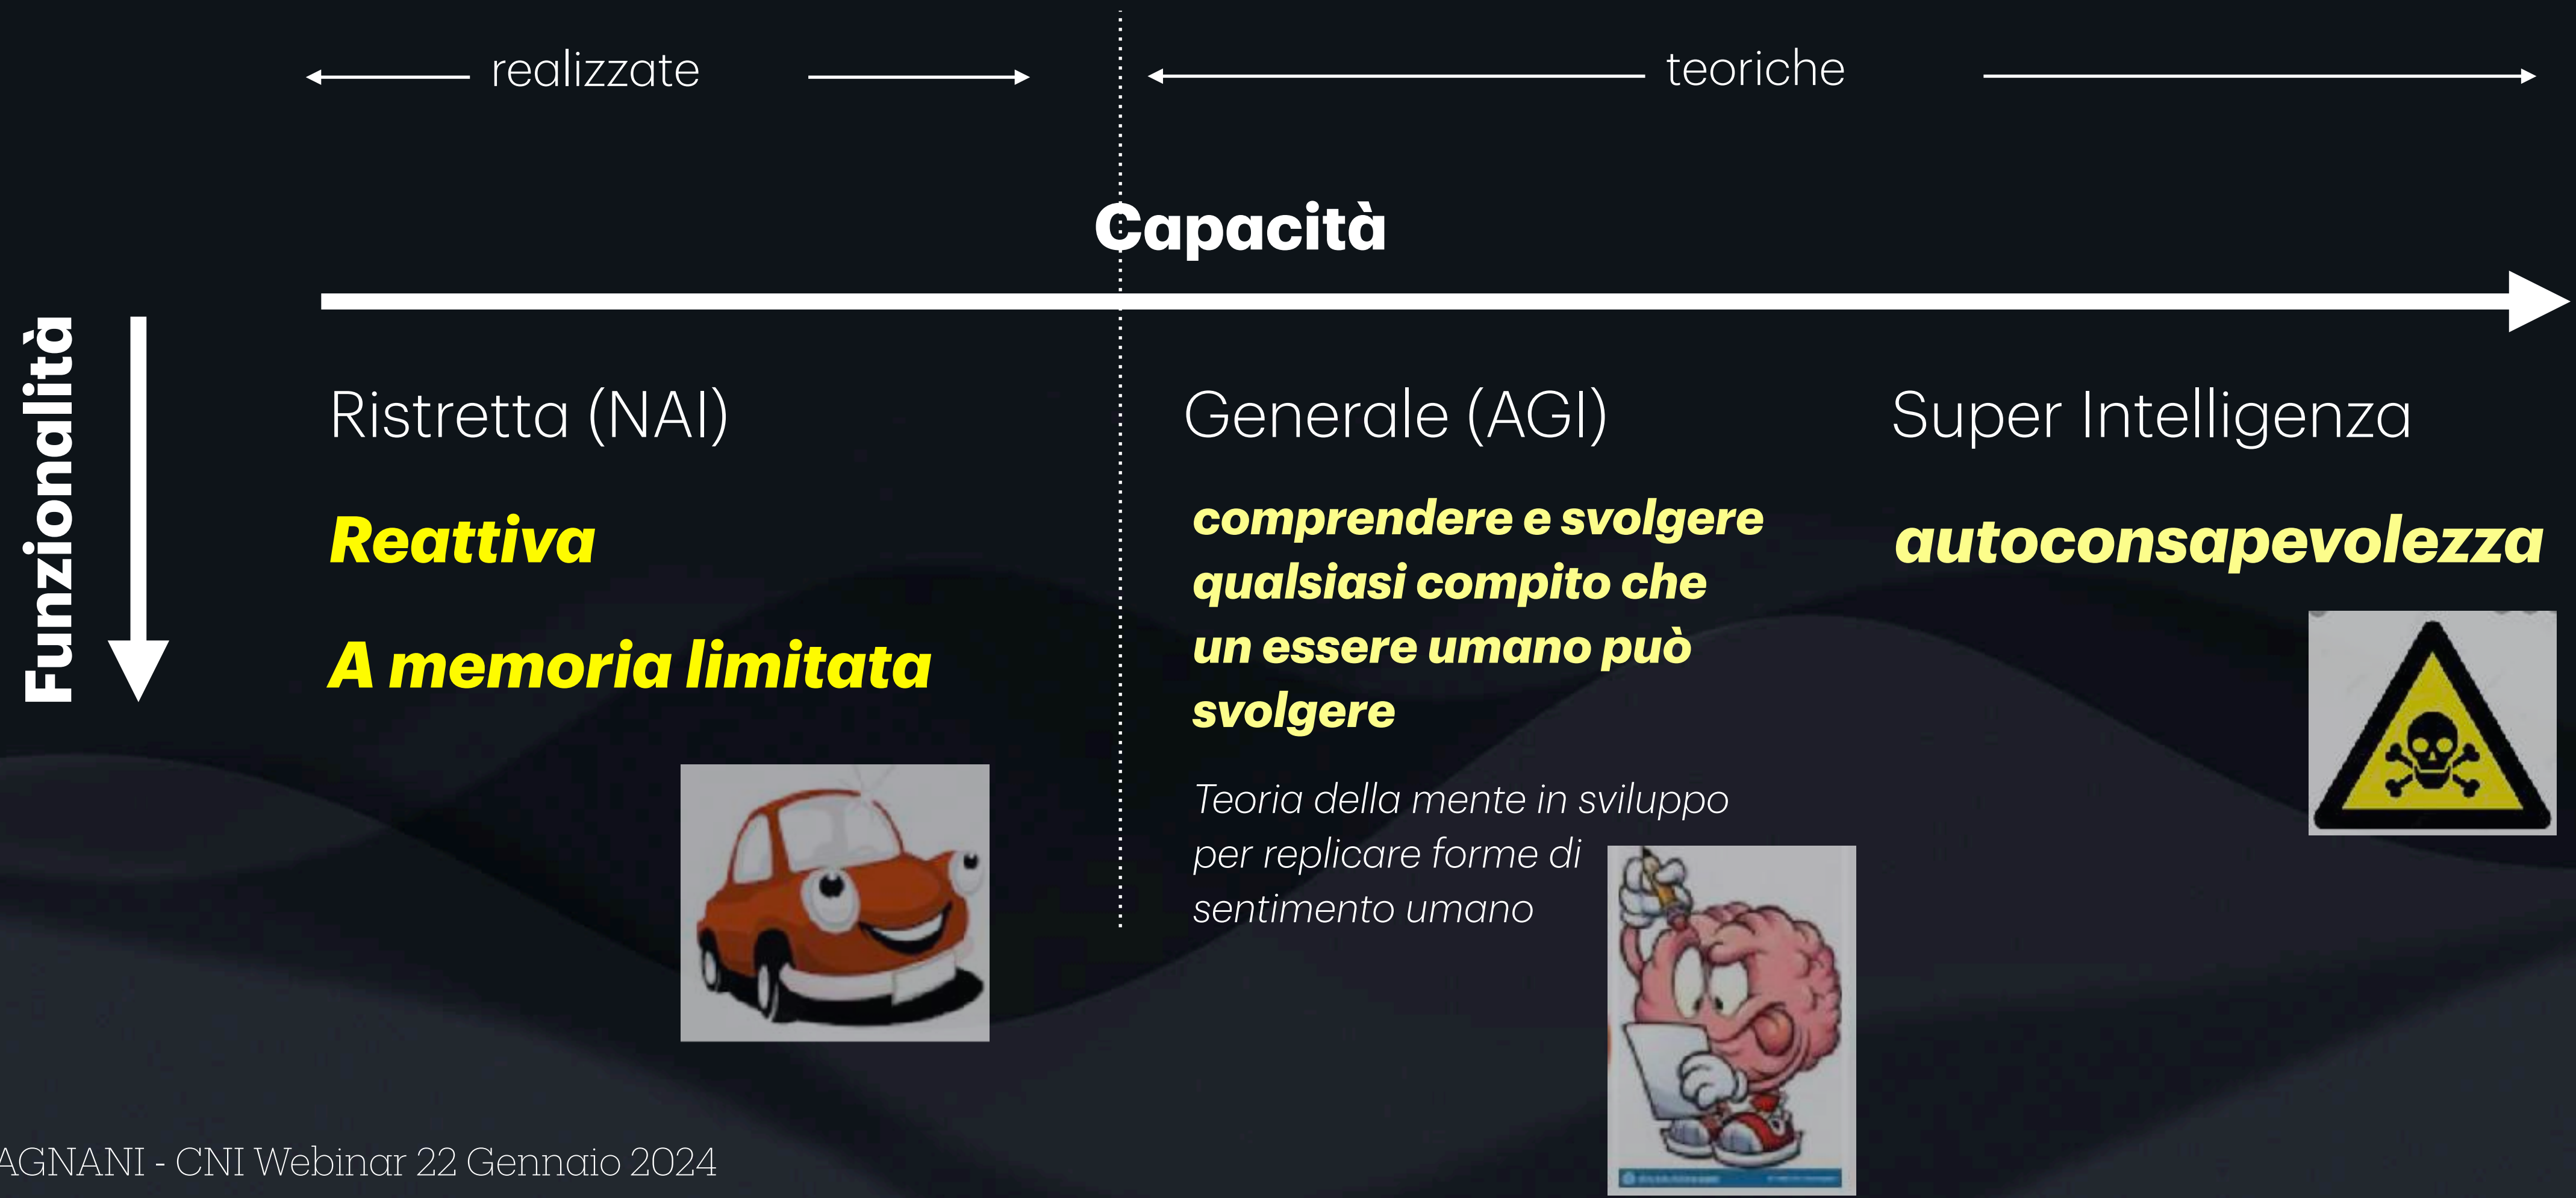 realizzate
teoriche
Capacità
Funzionalità
Ristretta (NAI)
Generale (AGI)
Super Intelligenza
Reattiva
A memoria limitata
comprendere e svolgere
qualsiasi compito che
un essere umano può
svolgere
autoconsapevolezza
Teoria della mente in sviluppo
per replicare forme di
sentimento umano
AGNANI - CNI Webinar 22 Gennaio 2024